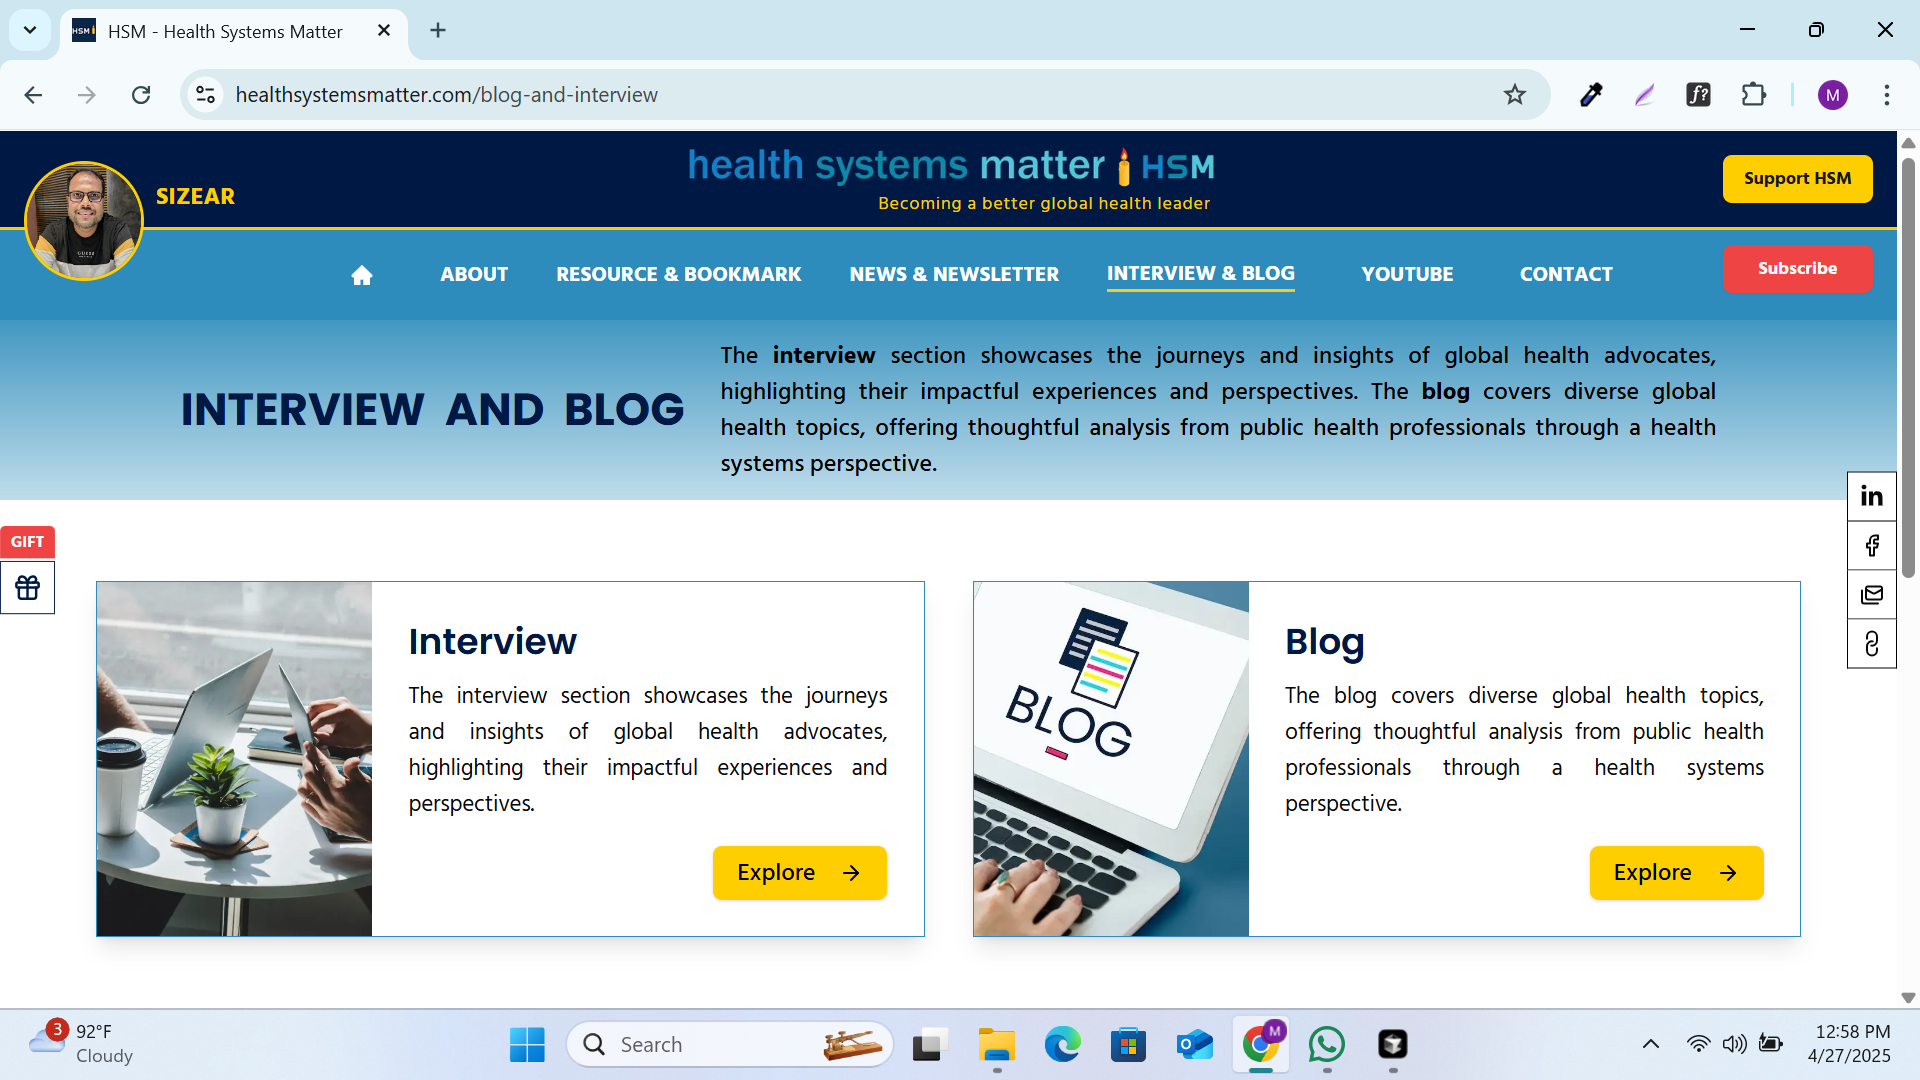 HSM - Health Systems Matter
healthsystemsmatter.com/blog-and-interview
M
SIZEAR
health systems matter HSM
Becoming a better global health leader
Support HSM
ABOUT
RESOURCE & BOOKMARK
NEWS & NEWSLETTER
INTERVIEW & BLOG
YOUTUBE
CONTACT
Subscribe
INTERVIEW AND BLOG
The interview section showcases the journeys and insights of global health advocates,
highlighting their impactful experiences and perspectives. The blog covers diverse global
health topics, offering thoughtful analysis from public health professionals through a health
systems perspective.
GIFT
Interview
The interview section showcases the journeys
and insights of global health advocates,
highlighting their impactful experiences and
perspectives.
Explore
BLOG
Blog
The blog covers diverse global health topics,
offering thoughtful analysis from public health
professionals through a health systems
perspective.
Explore
in
3
92°F
Cloudy
Search
M
12:58 PM
4/27/2025